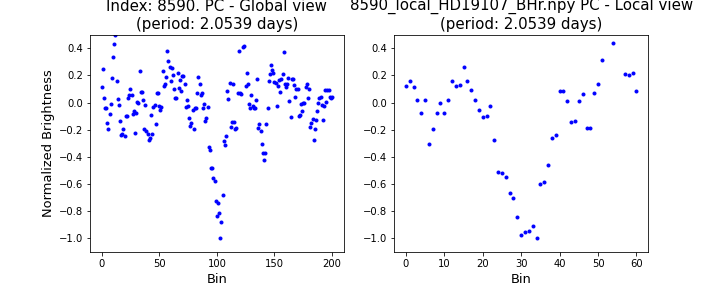 Index: 8590. PC - Global view
(period: 2.0539 days)
8590_local_HD19107_BHr.npy PC - Local view
(period: 2.0539 days)
Normalized Brightness
0.4
0.2
0.0
−0.2
−0.4
−0.6
−0.8
−1.0
0 50 100 150 200
Bin
0.4
0.2
0.0
−0.2
−0.4
−0.6
−0.8
−1.0
0 10 20 30 40 50 60
Bin